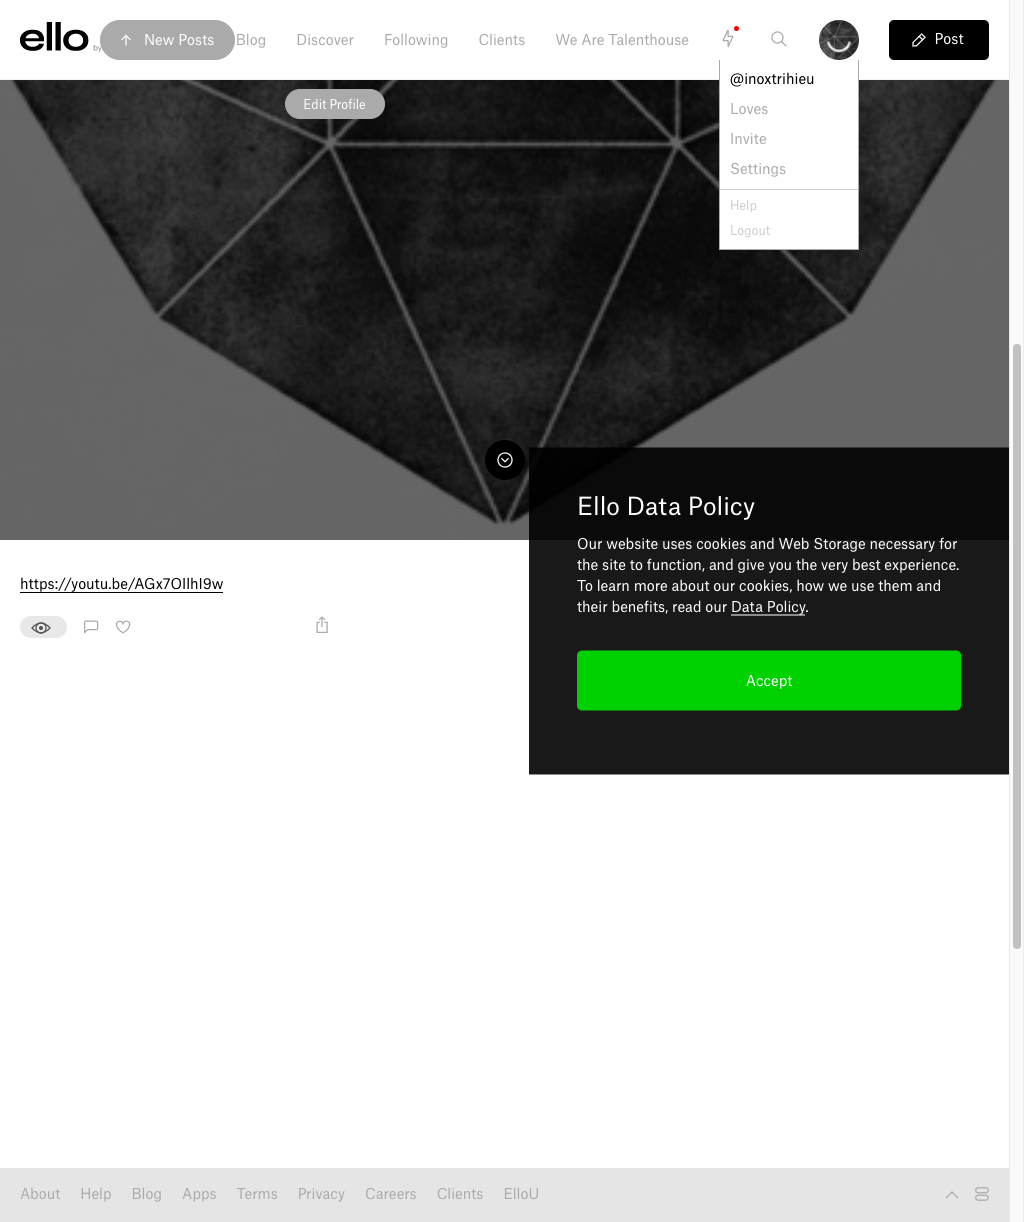 ello by
New Posts
Blog
Discover
Following
Clients
We Are Talenthouse
Post
@inoxtrihieu
Loves
Invite
Settings
Help
Logout
Edit Profile
Ello Data Policy
Our website uses cookies and Web Storage necessary for
the site to function, and give you the very best experience.
To learn more about our cookies, how we use them and
their benefits, read our Data Policy.
Accept
https://youtu.be/AGx7OIlhI9w
About Help Blog Apps Terms Privacy Careers Clients ElloU